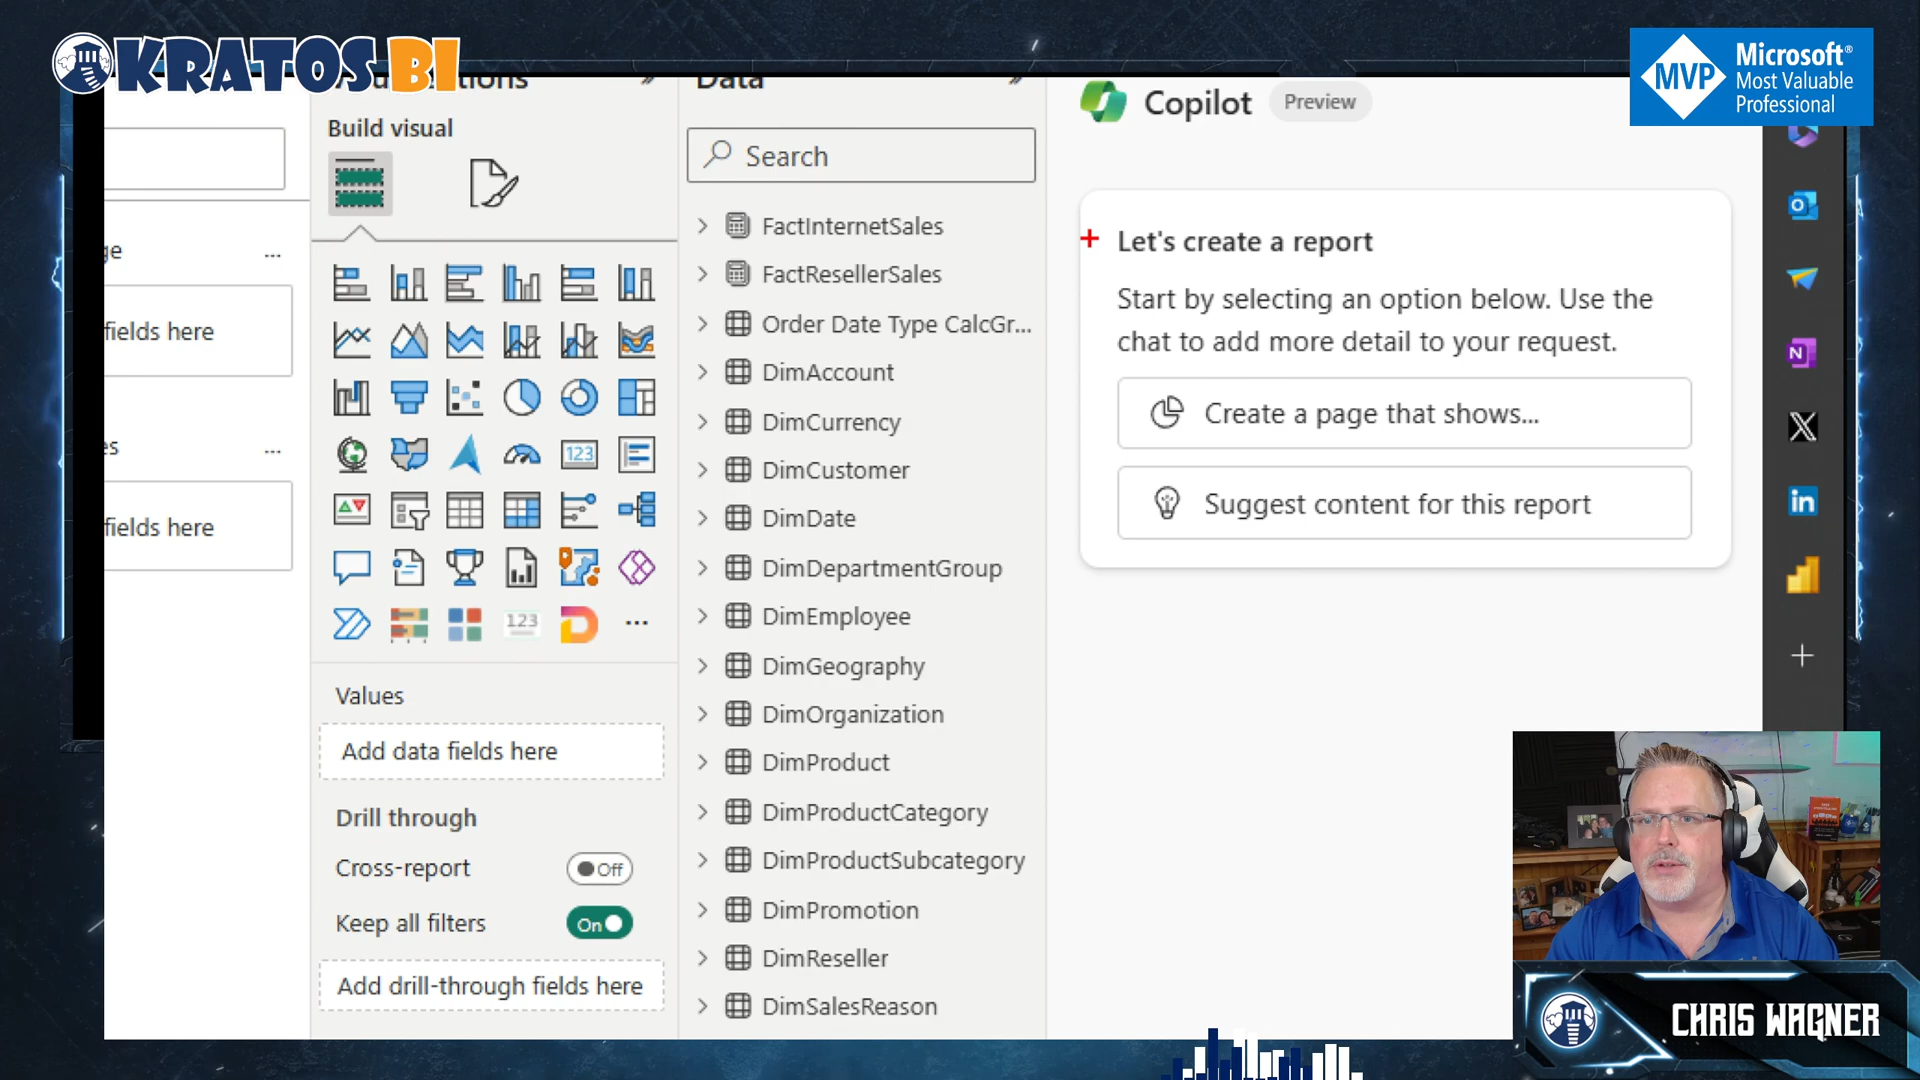 KRATOS BI
Microsoft®
Most Valuable
Professional
MVP
Data
Build visual
Search
ge
...
fields here
es
...
fields here
123
123
...
Values
Add data fields here
Drill through
Cross-report
Off
Keep all filters
On
Add drill-through fields here
FactInternetSales
FactResellerSales
Order Date Type CalcGr...
DimAccount
DimCurrency
DimCustomer
DimDate
DimDepartmentGroup
DimEmployee
DimGeography
DimOrganization
DimProduct
DimProductCategory
DimProductSubcategory
DimPromotion
DimReseller
DimSalesReason
Copilot
Preview
Let's create a report
Start by selecting an option below. Use the
chat to add more detail to your request.
Create a page that shows...
Suggest content for this report
CHRIS WAGNER